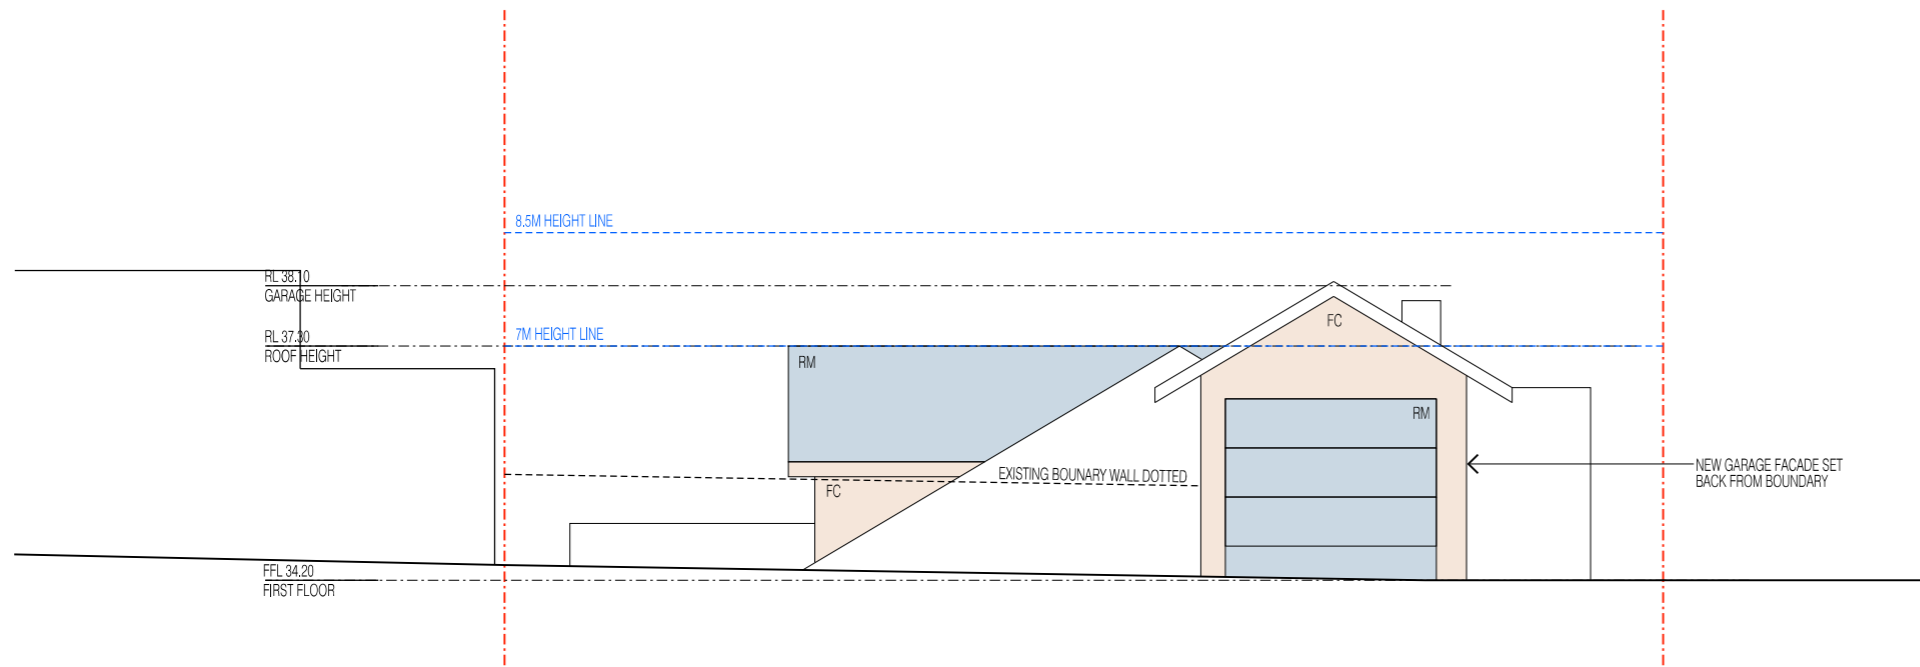 8.5M HEIGHT LINE
RL 38.10
GARAGE HEIGHT
FC
RL 37.30
ROOF HEIGHT
7M HEIGHT LINE
RM
RM
EXISTING BOUNARY WALL DOTTED
NEW GARAGE FACADE SET
BACK FROM BOUNDARY
FC
FFL 34.20
FIRST FLOOR